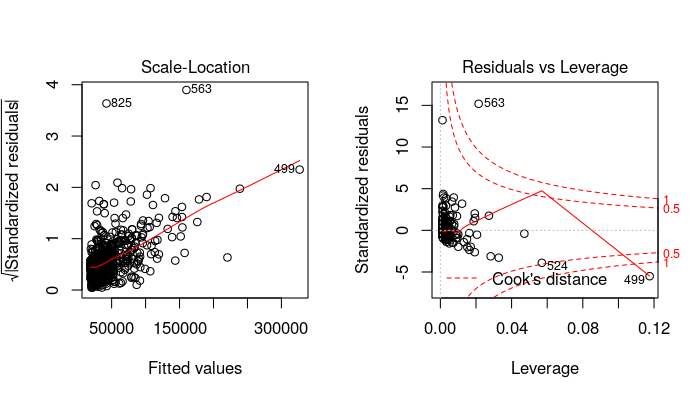 Scale-Location
√|Standardized residuals|
4
3
2
1
0
825
563
499
50000 150000 300000
Fitted values
Residuals vs Leverage
Standardized residuals
15
10
5
0
-5
563
524
499
1
0.5
0.5
1
Cook's distance
0.00 0.04 0.08 0.12
Leverage